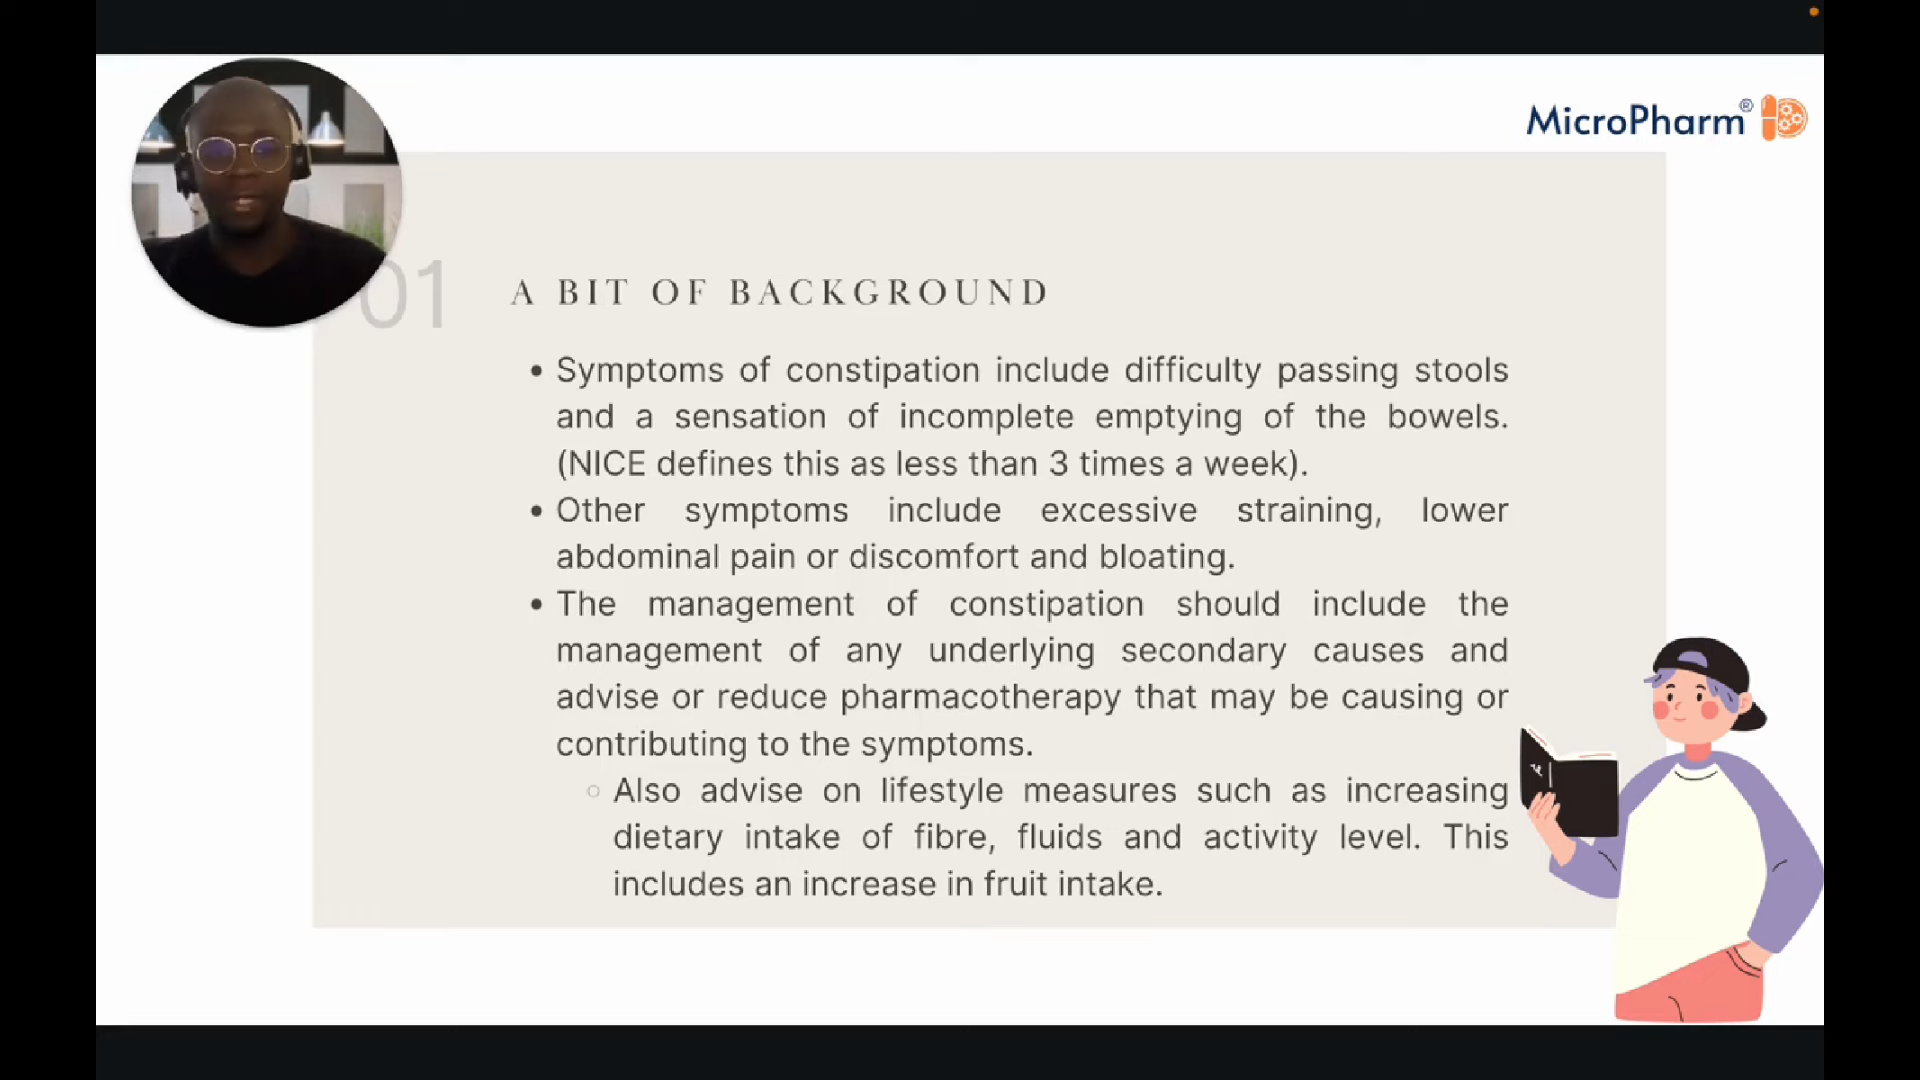 MicroPharm®
01
A BIT OF BACKGROUND
• Symptoms of constipation include difficulty passing stools
and a sensation of incomplete emptying of the bowels.
(NICE defines this as less than 3 times a week).
• Other symptoms include excessive straining, lower
abdominal pain or discomfort and bloating.
• The management of constipation should include the
management of any underlying secondary causes and
advise or reduce pharmacotherapy that may be causing or
contributing to the symptoms.
○ Also advise on lifestyle measures such as increasing
dietary intake of fibre, fluids and activity level. This
includes an increase in fruit intake.